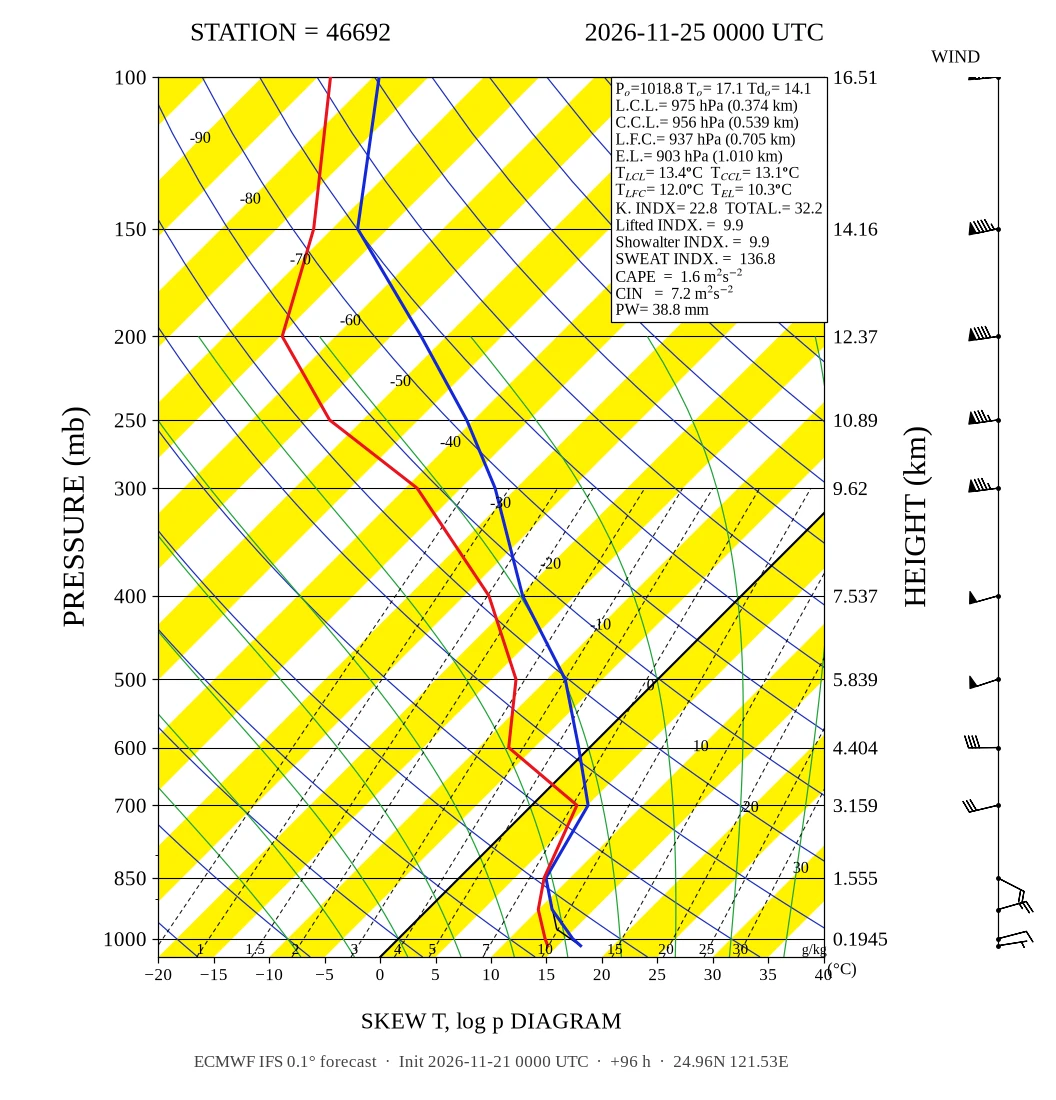 STATION = 46692
2026-11-25 0000 UTC
WIND
Pₒ=1018.8 Tₒ= 17.1 Tdₒ= 14.1
L.C.L.= 975 hPa (0.374 km)
C.C.L.= 956 hPa (0.539 km)
L.F.C.= 937 hPa (0.705 km)
E.L.= 903 hPa (1.010 km)
T_LCL= 13.4°C T_CCL= 13.1°C
T_LFC= 12.0°C T_EL= 10.3°C
K. INDX= 22.8 TOTAL.= 32.2
Lifted INDX. = 9.9
Showalter INDX. = 9.9
SWEAT INDX. = 136.8
CAPE = 1.6 m²s⁻²
CIN = 7.2 m²s⁻²
PW= 38.8 mm
PRESSURE (mb)
100
150
200
250
300
400
500
600
700
850
1000
-90
-80
-70
-60
-50
-40
-30
-20
-10
0
10
20
30
16.51
14.16
12.37
10.89
9.62
7.537
5.839
4.404
3.159
1.555
0.1945
HEIGHT (km)
1 1.5 2 3 4 5 7 10 15 20 25 30 g/kg
−20 −15 −10 −5 0 5 10 15 20 25 30 35 40 (°C)
SKEW T, log p DIAGRAM
ECMWF IFS 0.1° forecast · Init 2026-11-21 0000 UTC · +96 h · 24.96N 121.53E